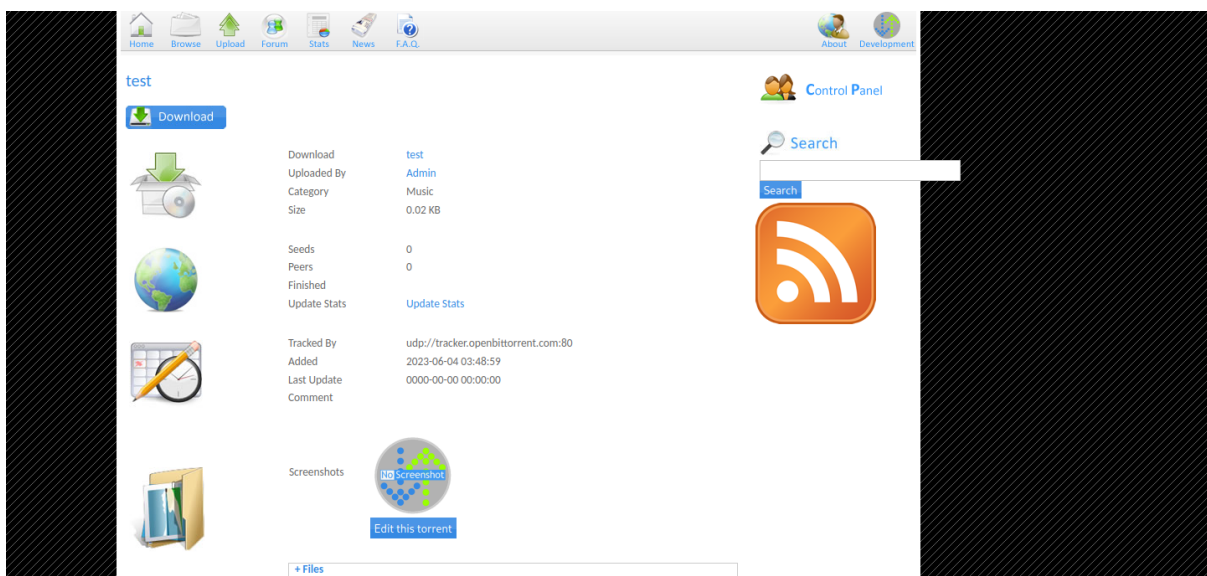 Home Browse Upload Forum Stats News F.A.Q. About Development
test
Control Panel
Download
Search
Search
Download test
Uploaded By Admin
Category Music
Size 0.02 KB
Seeds 0
Peers 0
Finished
Update Stats Update Stats
Tracked By udp://tracker.openbittorrent.com:80
Added 2023-06-04 03:48:59
Last Update 0000-00-00 00:00:00
Comment
Screenshots
No Screenshot
Edit this torrent
+ Files